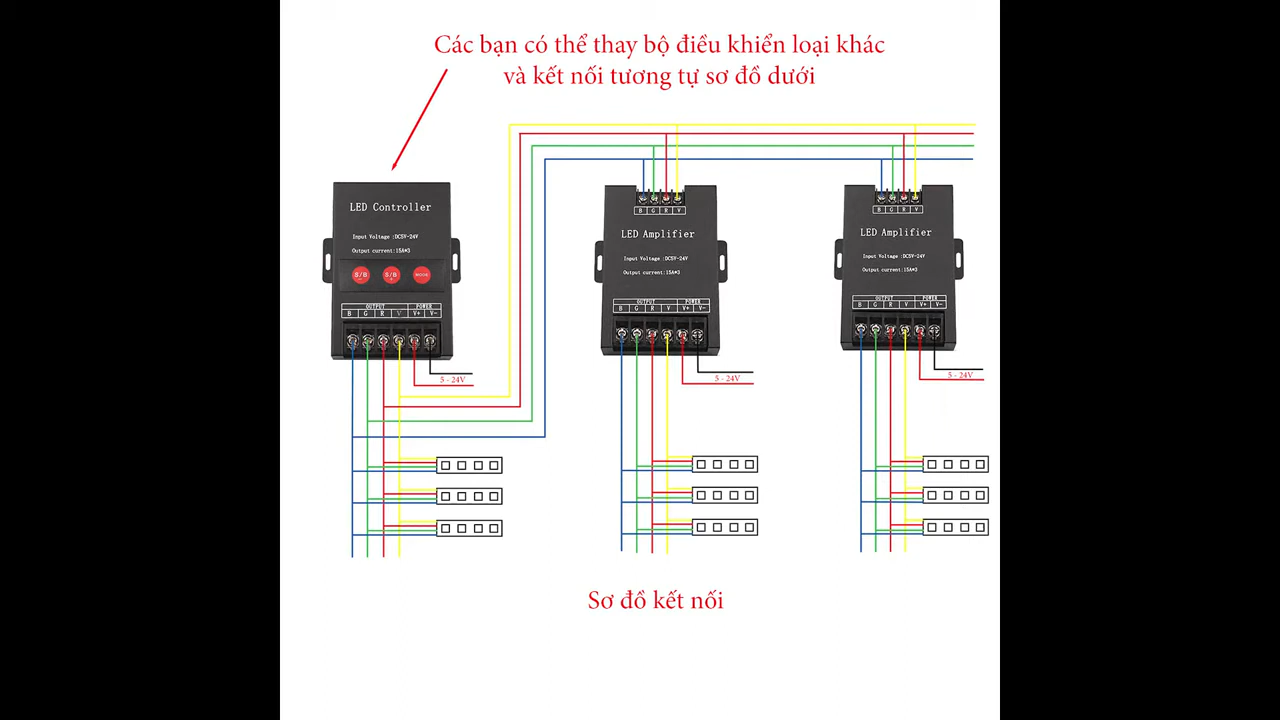 Các bạn có thể thay bộ điều khiển loại khác
và kết nối tương tự sơ đồ dưới
LED Controller
Input Voltage :DC5V-24V
Output current:15A*3
S/B - S/B + MODE
OUTPUT POWER
B G R V V+ V-
5 - 24V
B G R V
LED Amplifier
Input Voltage :DC5V-24V
Output current:15A*3
OUTPUT POWER
B G R V V+ V-
5 - 24V
B G R V
LED Amplifier
Input Voltage :DC5V-24V
Output current:15A*3
OUTPUT POWER
B G R V V+ V-
5 - 24V
Sơ đồ kết nối